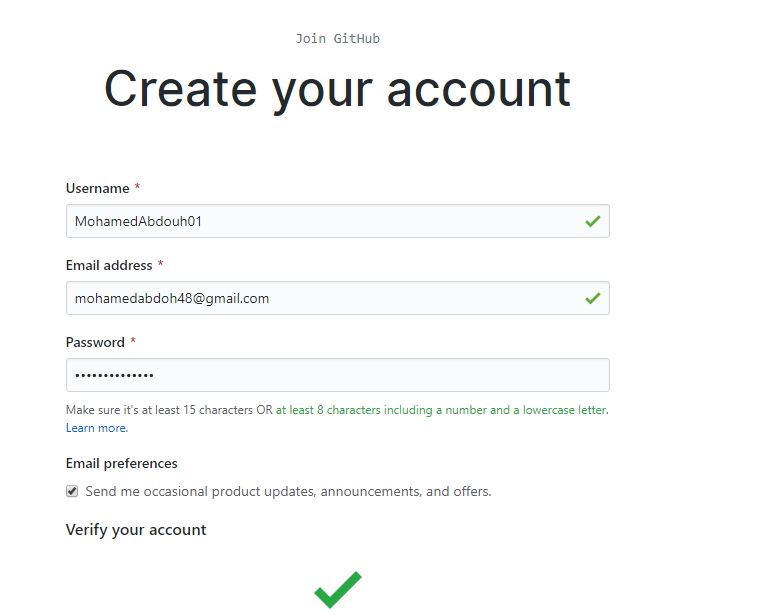 Join GitHub
Create your account
Username *
MohamedAbdouh01
Email address *
mohamedabdoh48@gmail.com
Password *
••••••••••••••
Make sure it's at least 15 characters OR at least 8 characters including a number and a lowercase letter.
Learn more.
Email preferences
Send me occasional product updates, announcements, and offers.
Verify your account